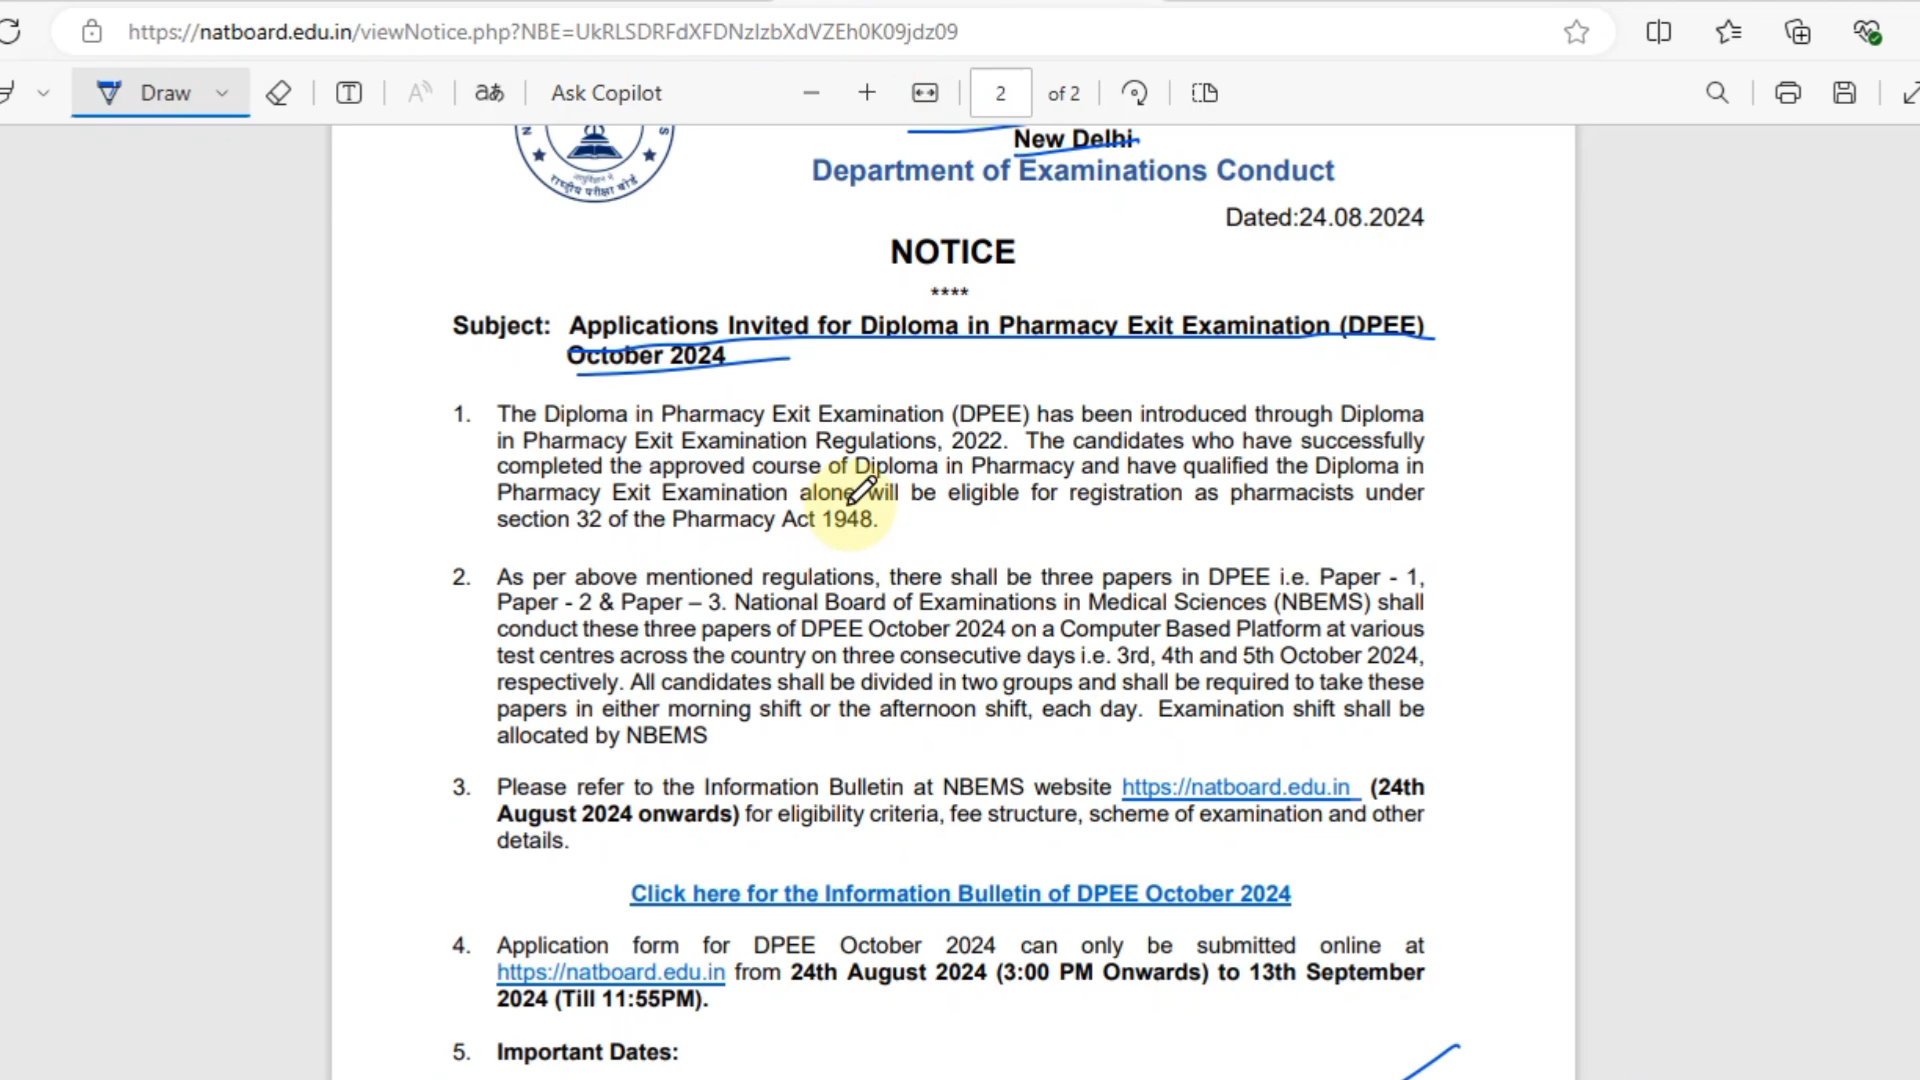 https://natboard.edu.in/viewNotice.php?NBE=UkRLSDRFdXFDNzIzbXdVZEh0K09jdz09
Draw
T
aあ
Ask Copilot
2
of 2
N
S
राष्ट्रीय परीक्षा बोर्ड
New Delhi
Department of Examinations Conduct
Dated:24.08.2024
NOTICE
****
Subject: Applications Invited for Diploma in Pharmacy Exit Examination (DPEE)
October 2024
1. The Diploma in Pharmacy Exit Examination (DPEE) has been introduced through Diploma
in Pharmacy Exit Examination Regulations, 2022. The candidates who have successfully
completed the approved course of Diploma in Pharmacy and have qualified the Diploma in
Pharmacy Exit Examination alone will be eligible for registration as pharmacists under
section 32 of the Pharmacy Act 1948.
2. As per above mentioned regulations, there shall be three papers in DPEE i.e. Paper - 1,
Paper - 2 & Paper – 3. National Board of Examinations in Medical Sciences (NBEMS) shall
conduct these three papers of DPEE October 2024 on a Computer Based Platform at various
test centres across the country on three consecutive days i.e. 3rd, 4th and 5th October 2024,
respectively. All candidates shall be divided in two groups and shall be required to take these
papers in either morning shift or the afternoon shift, each day. Examination shift shall be
allocated by NBEMS
3. Please refer to the Information Bulletin at NBEMS website https://natboard.edu.in (24th
August 2024 onwards) for eligibility criteria, fee structure, scheme of examination and other
details.
Click here for the Information Bulletin of DPEE October 2024
4. Application form for DPEE October 2024 can only be submitted online at
https://natboard.edu.in from 24th August 2024 (3:00 PM Onwards) to 13th September
2024 (Till 11:55PM).
5. Important Dates: